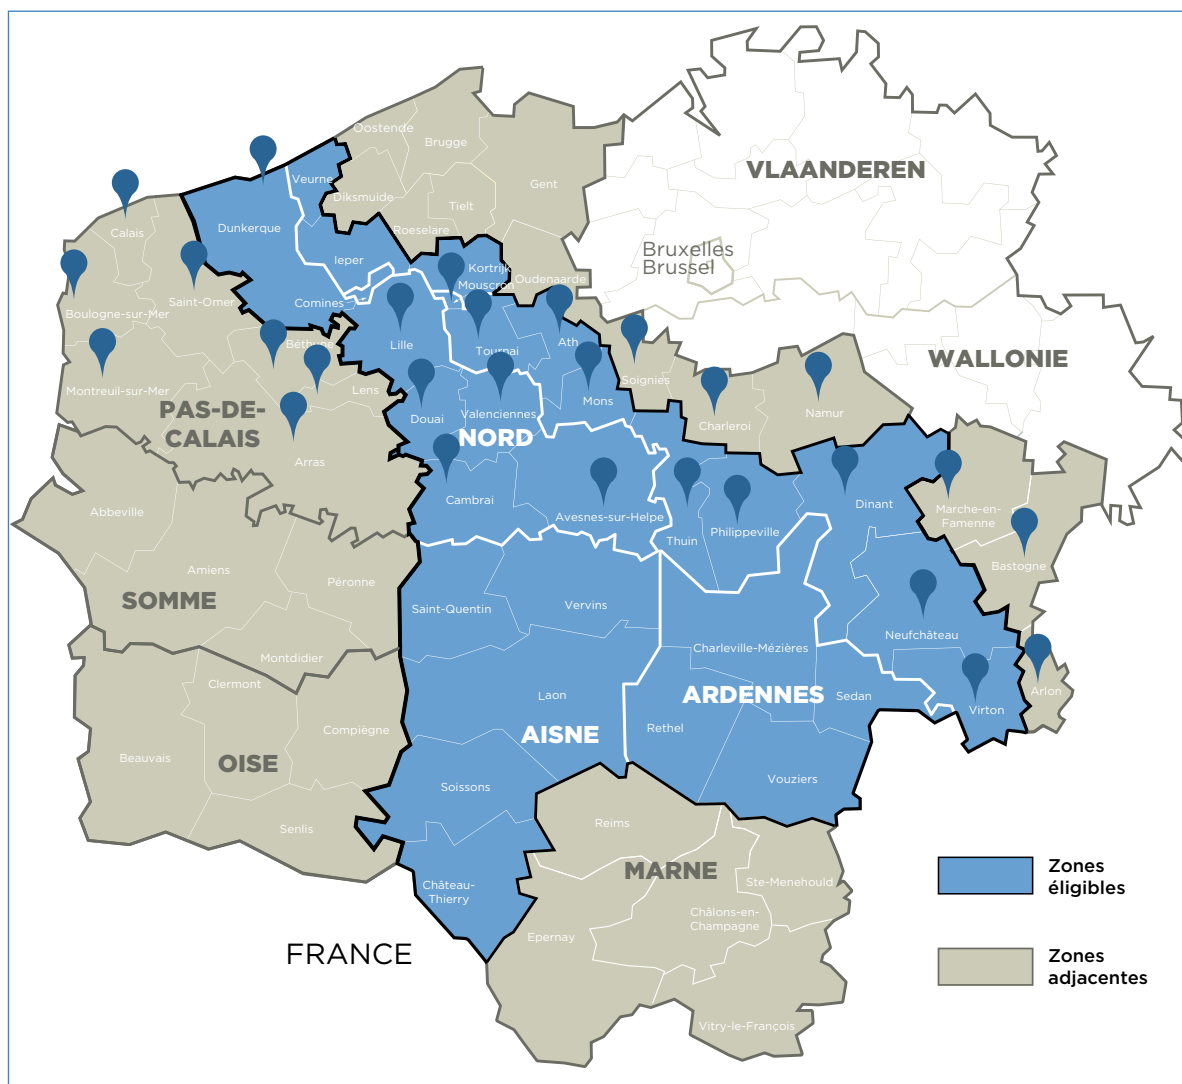 Oostende
Brugge
VLAANDEREN
Veurne
Diksmuide
Gent
Tielt
Calais
Dunkerque
Roeselare
Bruxelles
Brussel
Ieper
Kortrijk
Mouscron
Oudenaarde
Saint-Omer
Comines
Boulogne-sur-Mer
Béthune
Lille
Tournai
Ath
WALLONIE
Soignies
Montreuil-sur-Mer
Lens
Mons
PAS-DE-
CALAIS
Douai
Valenciennes
Charleroi
Namur
NORD
Arras
Cambrai
Avesnes-sur-Helpe
Dinant
Abbeville
Thuin
Philippeville
Marche-en-
Famenne
Amiens
Péronne
Bastogne
SOMME
Saint-Quentin
Vervins
Neufchâteau
Montdidier
Charleville-Mézières
Clermont
Laon
ARDENNES
Sedan
Arlon
Virton
Compiègne
AISNE
Rethel
Beauvais
OISE
Soissons
Vouziers
Senlis
Reims
MARNE
Château-
Thierry
Ste-Menehould
Châlons-en-
Champagne
Epernay
FRANCE
Vitry-le-François
Zones
éligibles
Zones
adjacentes